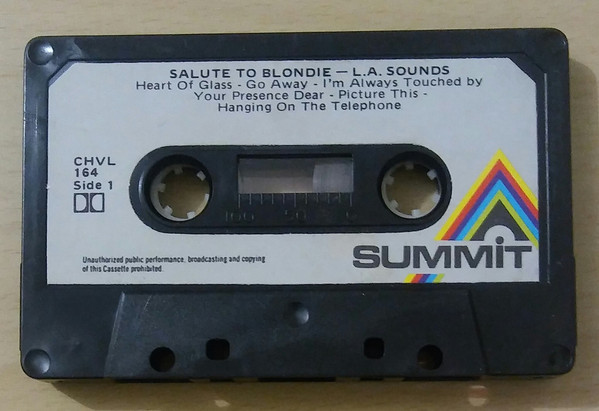 SALUTE TO BLONDIE — L.A. SOUNDS
Heart Of Glass - Go Away - I'm Always Touched by
Your Presence Dear - Picture This -
Hanging On The Telephone
CHVL
164
Side 1
100 50 0
SUMMiT
Unauthorized public performance, broadcasting and copying
of this Cassette prohibited.